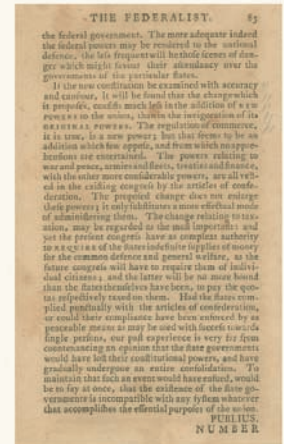 THE FEDERALIST. 85
the federal government. The more adequate indeed
the federal powers may be rendered to the national
defence, the less frequent will be those scenes of dan-
ger which might favour their ascendancy over the
governments of the particular states.
If the new constitution be examined with accuracy
and candour, it will be found that the change which
it proposes, consists much less in the addition of NEW
POWERS to the union, than in the invigoration of its
ORIGINAL POWERS. The regulation of commerce,
it is true, is a new power; but that seems to be an
addition which few oppose, and from which no appre-
hensions are entertained. The powers relating to
war and peace, armies and fleets, treaties and finance,
with the other more considerable powers, are all vest-
ed in the existing congress by the articles of confe-
deration. The proposed change does not enlarge
these powers; it only substitutes a more effectual mode
of administering them. The change relating to tax-
ation, may be regarded as the most important: and
yet the present congress have as complete authority
to REQUIRE of the states indefinite supplies of money
for the common defence and general welfare, as the
future congress will have to require them of indivi-
dual citizens; and the latter will be no more bound
than the states themselves have been, to pay the quo-
tas respectively taxed on them. Had the states com-
plied punctually with the articles of confederation,
or could their compliance have been enforced by as
peaceable means as may be used with success towards
single persons, our past experience is very far from
countenancing an opinion that the state governments
would have lost their constitutional powers, and have
gradually undergone an entire consolidation. To
maintain that such an event would have ensued, would
be to say at once, that the existence of the state go-
vernments is incompatible with any system whatever
that accomplishes the essential purposes of the union.
PUBLIUS.
NUMBER